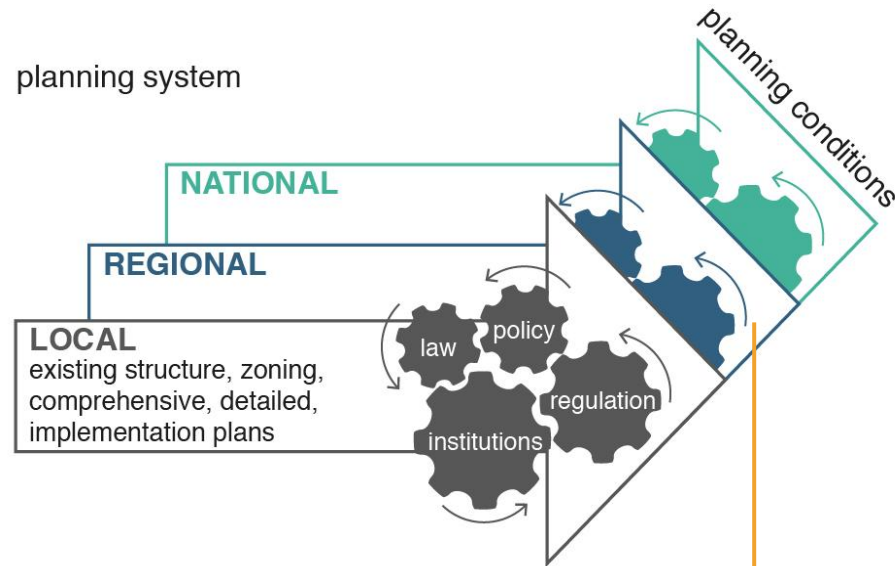 planning system
planning conditions
NATIONAL
REGIONAL
LOCAL
existing structure, zoning,
comprehensive, detailed,
implementation plans
law
policy
regulation
institutions